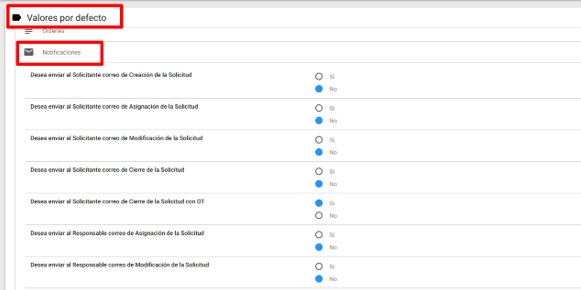 Valores por defecto
Órdenes
Notificaciones
Desea enviar al Solicitante correo de Creación de la Solicitud
Si
No
Desea enviar al Solicitante correo de Asignación de la Solicitud
Si
No
Desea enviar al Solicitante correo de Modificación de la Solicitud
Si
No
Desea enviar al Solicitante correo de Cierre de la Solicitud
Si
No
Desea enviar al Solicitante correo de Cierre de la Solicitud con OT
Si
No
Desea enviar al Responsable correo de Asignación de la Solicitud
Si
No
Desea enviar al Responsable correo de Modificación de la Solicitud
Si
No